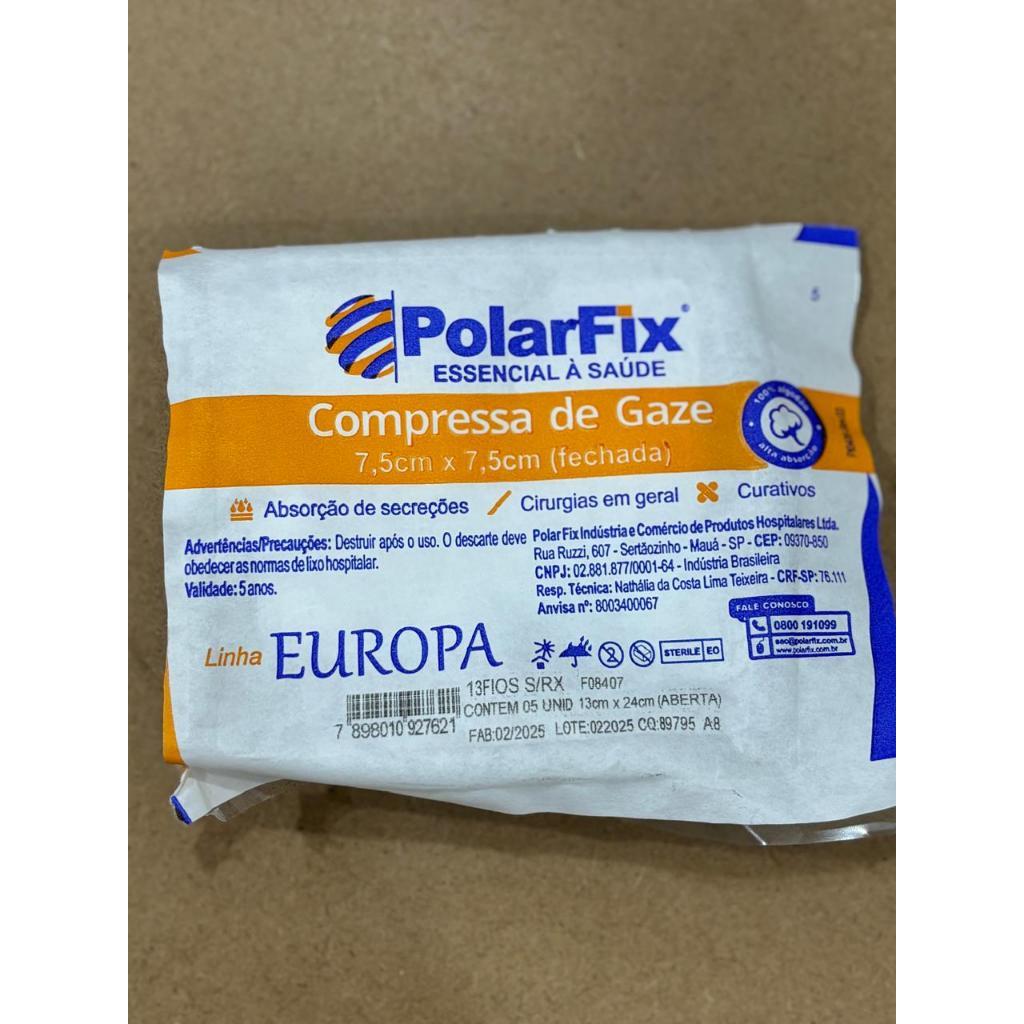 5
PolarFix®
ESSENCIAL À SAÚDE
Compressa de Gaze
7,5cm x 7,5cm (fechada)
100% algodão
alta absorção
Absorção de secreções
Cirurgias em geral
Curativos
Advertências/Precauções: Destruir após o uso. O descarte deve
obedecer as normas de lixo hospitalar.
Validade: 5 anos.
Polar Fix Indústria e Comércio de Produtos Hospitalares Ltda.
Rua Ruzzi, 607 - Sertãozinho - Mauá - SP - CEP: 09370-850
CNPJ: 02.881.877/0001-64 - Indústria Brasileira
Resp. Técnica: Nathália da Costa Lima Teixeira - CRF-SP: 76.111
Anvisa nº: 8003400067
FALE CONOSCO
0800 191099
sac@polarfix.com.br
www.polarfix.com.br
Linha EUROPA
STERILE EO
13FIOS S/RX F08407
CONTEM 05 UNID 13cm x 24cm (ABERTA)
FAB:02/2025 LOTE:022025 CQ:89795 A8
7 898010 927621